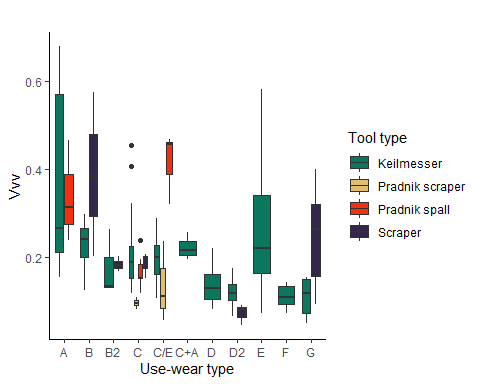 Vvv
0.6
0.4
0.2
A B B2 C C/E C+A D D2 E F G
Use-wear type
Tool type
Keilmesser
Pradnik scraper
Pradnik spall
Scraper